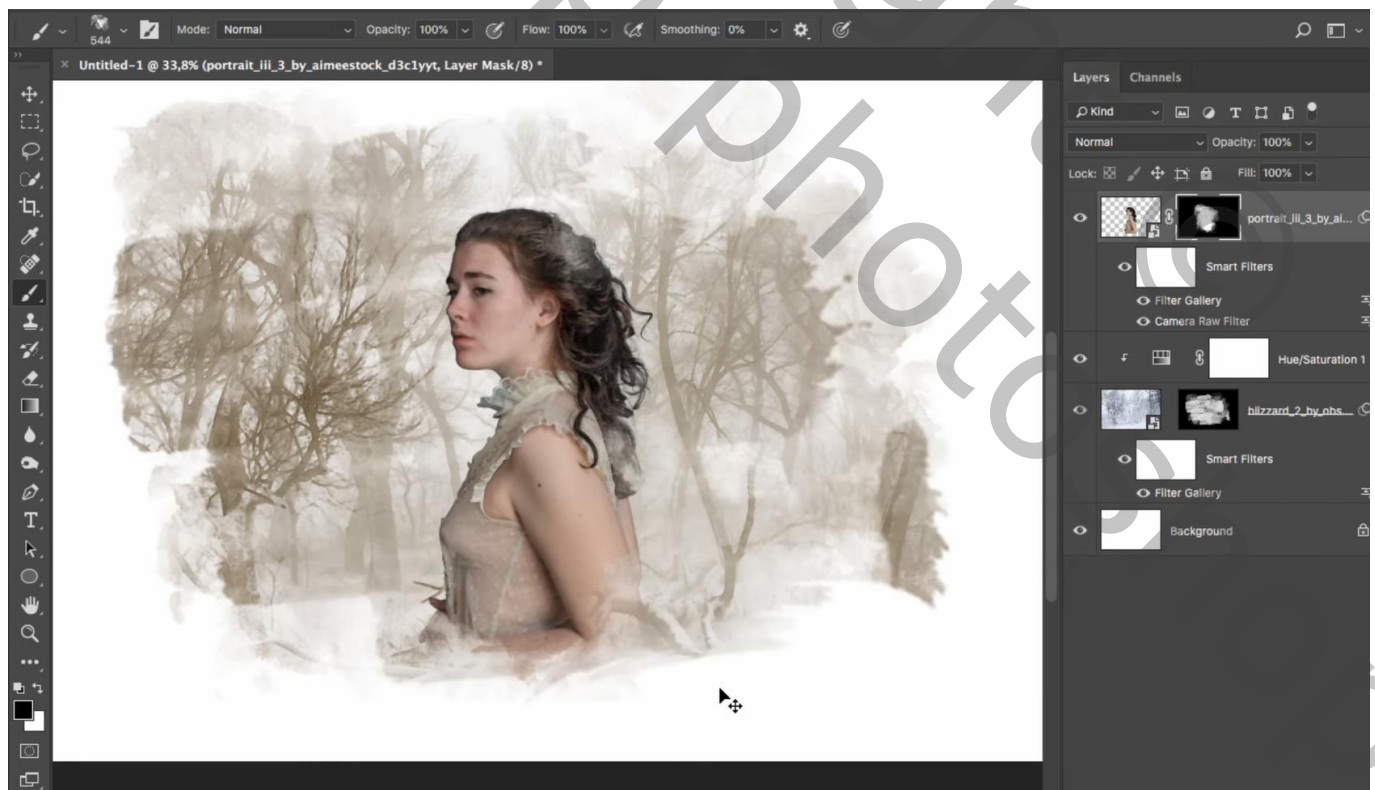 544 Mode: Normal Opacity: 100% Flow: 100% Smoothing: 0%
× Untitled-1 @ 33,8% (portrait_iii_3_by_aimeestock_d3c1yyt, Layer Mask/8) *
Layers Channels
Kind
Normal Opacity: 100%
Lock: Fill: 100%
portrait_iii_3_by_ai...
Smart Filters
Filter Gallery
Camera Raw Filter
Hue/Saturation 1
blizzard_2_by_obs...
Smart Filters
Filter Gallery
Background
photo